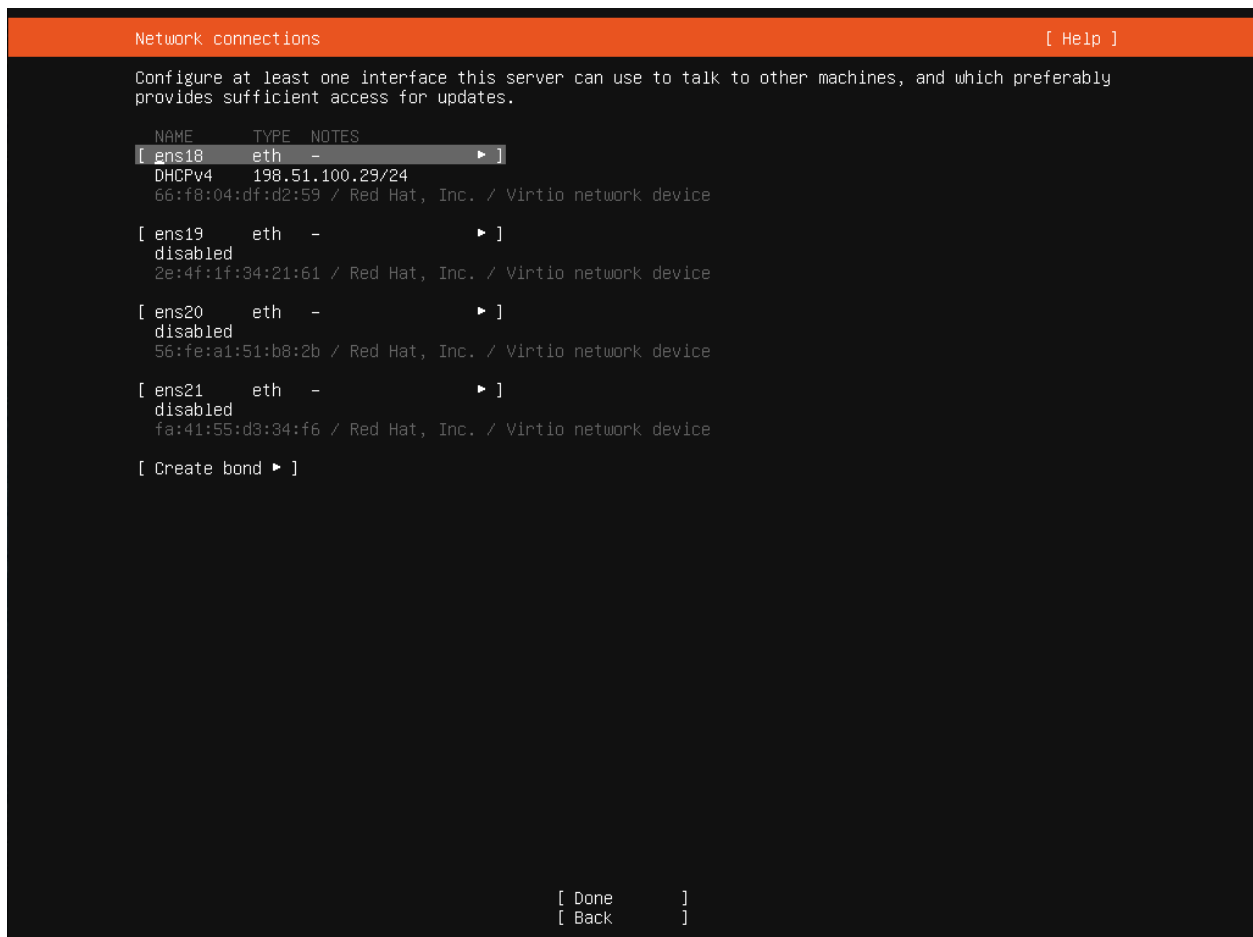 Network connections [ Help ]
Configure at least one interface this server can use to talk to other machines, and which preferably
provides sufficient access for updates.
NAME TYPE NOTES
[ ens18 eth – ▸ ]
DHCPv4 198.51.100.29/24
66:f8:04:df:d2:59 / Red Hat, Inc. / Virtio network device
[ ens19 eth – ▸ ]
disabled
2e:4f:1f:34:21:61 / Red Hat, Inc. / Virtio network device
[ ens20 eth – ▸ ]
disabled
56:fe:a1:51:b8:2b / Red Hat, Inc. / Virtio network device
[ ens21 eth – ▸ ]
disabled
fa:41:55:d3:34:f6 / Red Hat, Inc. / Virtio network device
[ Create bond ▸ ]
[ Done ]
[ Back ]